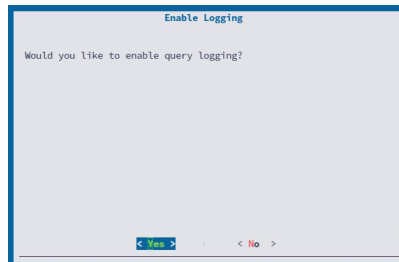 Enable Logging
Would you like to enable query logging?
< Yes > < No >